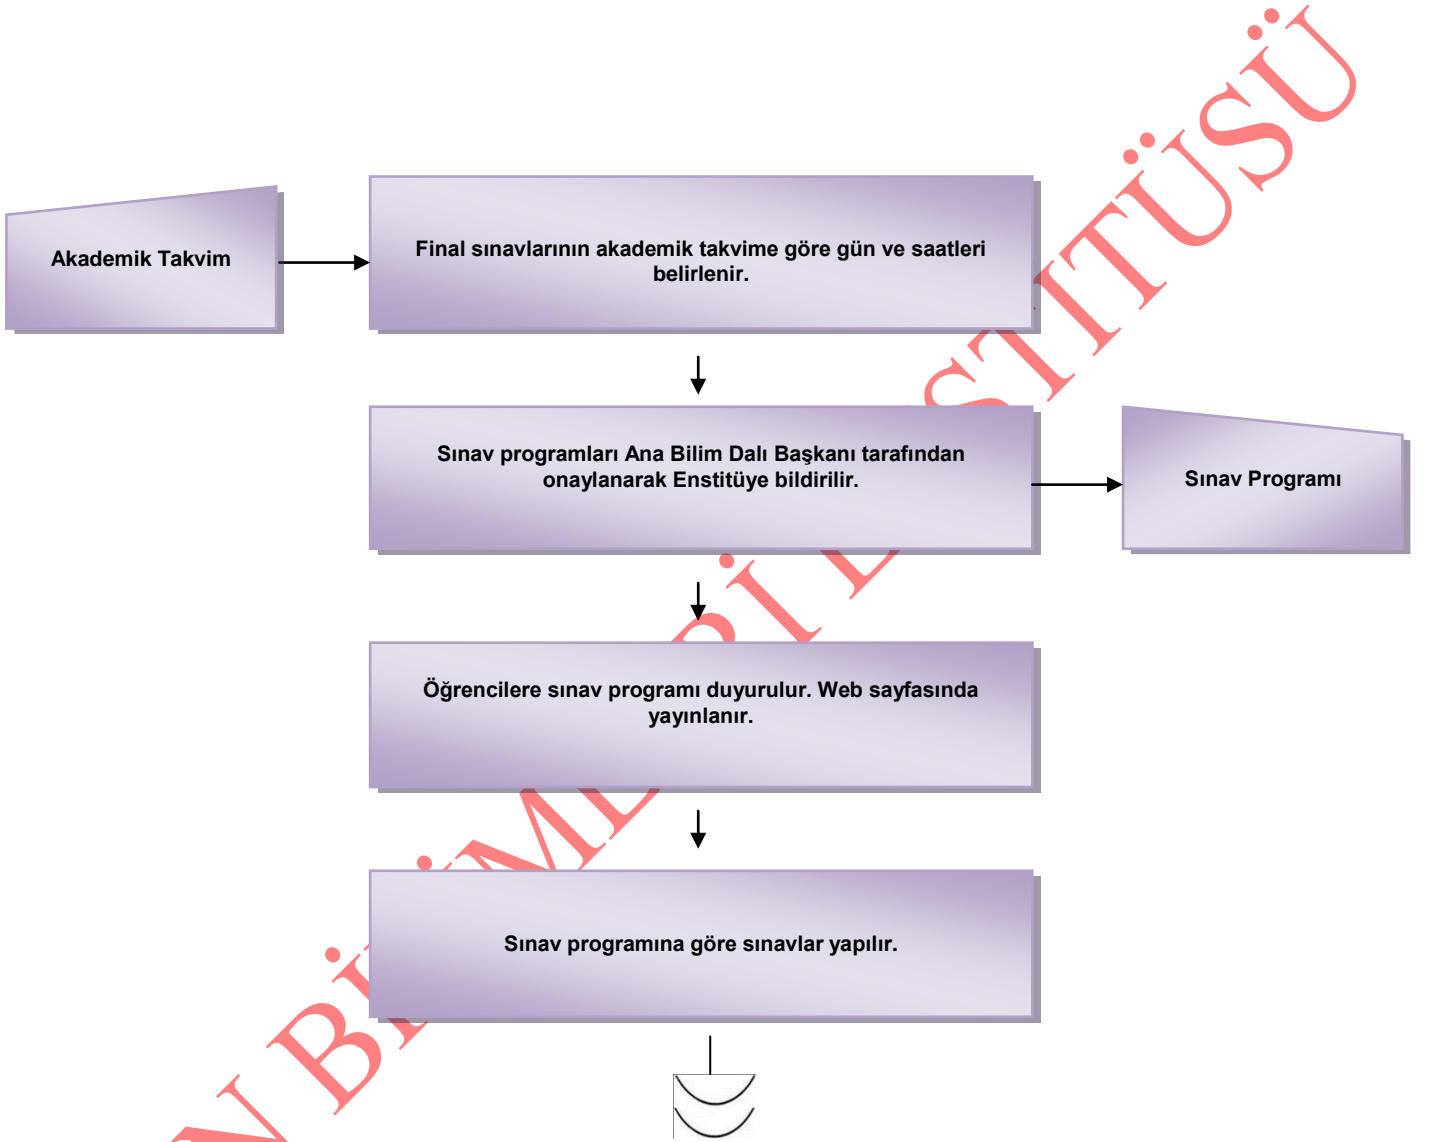 Akademik Takvim
Final sınavlarının akademik takvime göre gün ve saatleri
belirlenir.
Sınav programları Ana Bilim Dalı Başkanı tarafından
onaylanarak Enstitüye bildirilir.
Sınav Programı
Öğrencilere sınav programı duyurulur. Web sayfasında
yayınlanır.
Sınav programına göre sınavlar yapılır.